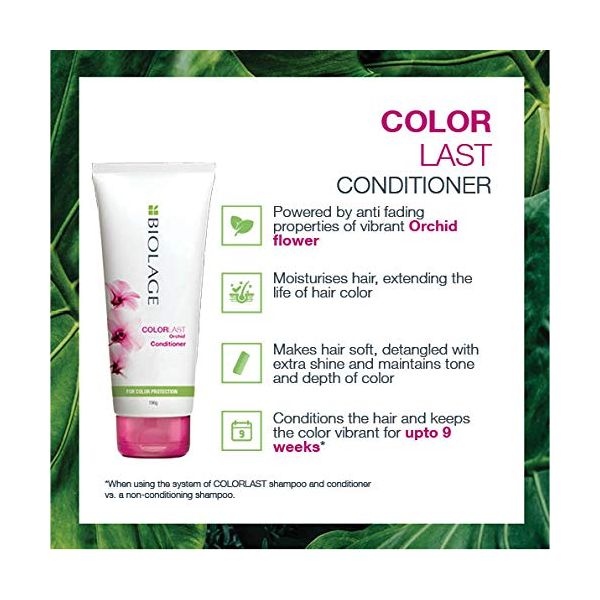 COLOR
LAST
CONDITIONER
Powered by anti fading
properties of vibrant Orchid
flower
Moisturises hair, extending the
life of hair color
Makes hair soft, detangled with
extra shine and maintains tone
and depth of color
Conditions the hair and keeps
the color vibrant for upto 9
weeks*
9
BIOLAGE
COLORLAST
Orchid
Conditioner
FOR COLOR PROTECTION
196g
*When using the system of COLORLAST shampoo and conditioner
vs. a non-conditioning shampoo.